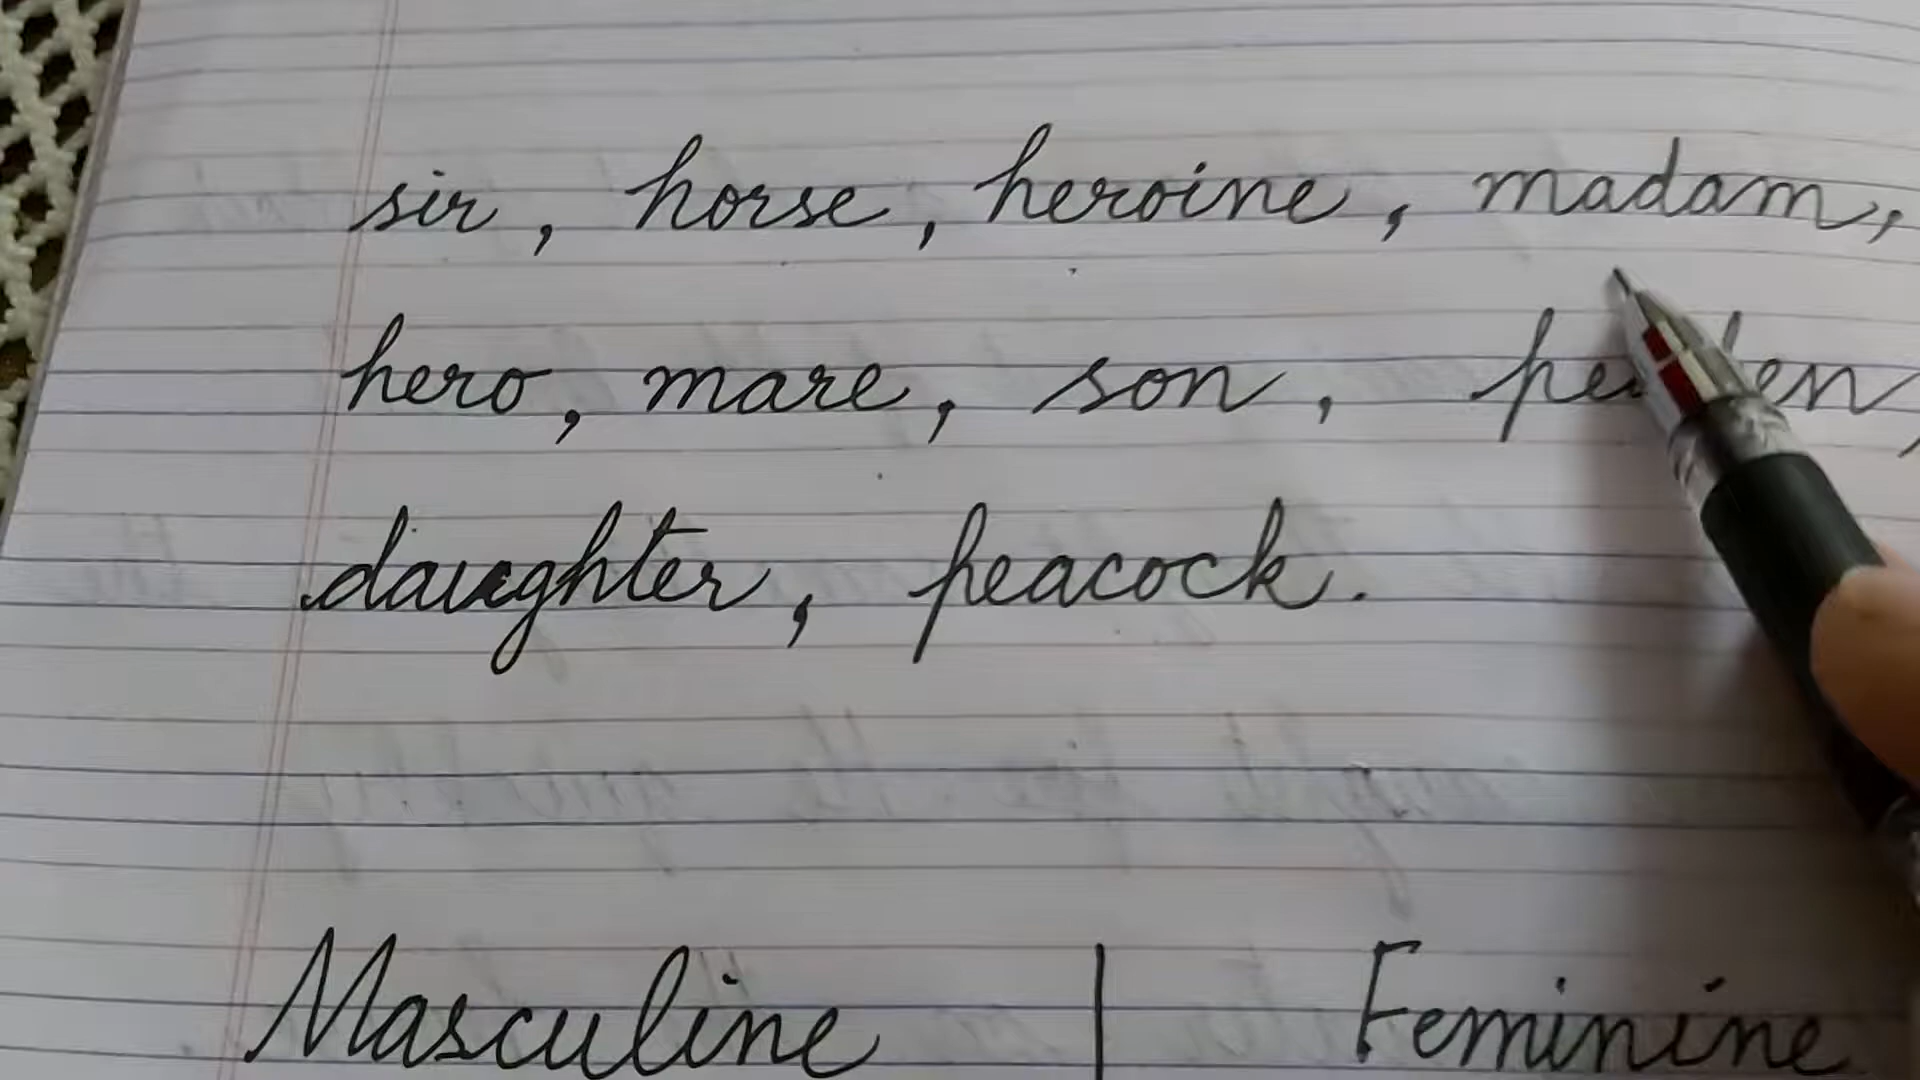 sir, horse, heroine, madam,
hero, mare, son,
daughter, peacock.
Masculine | Feminine